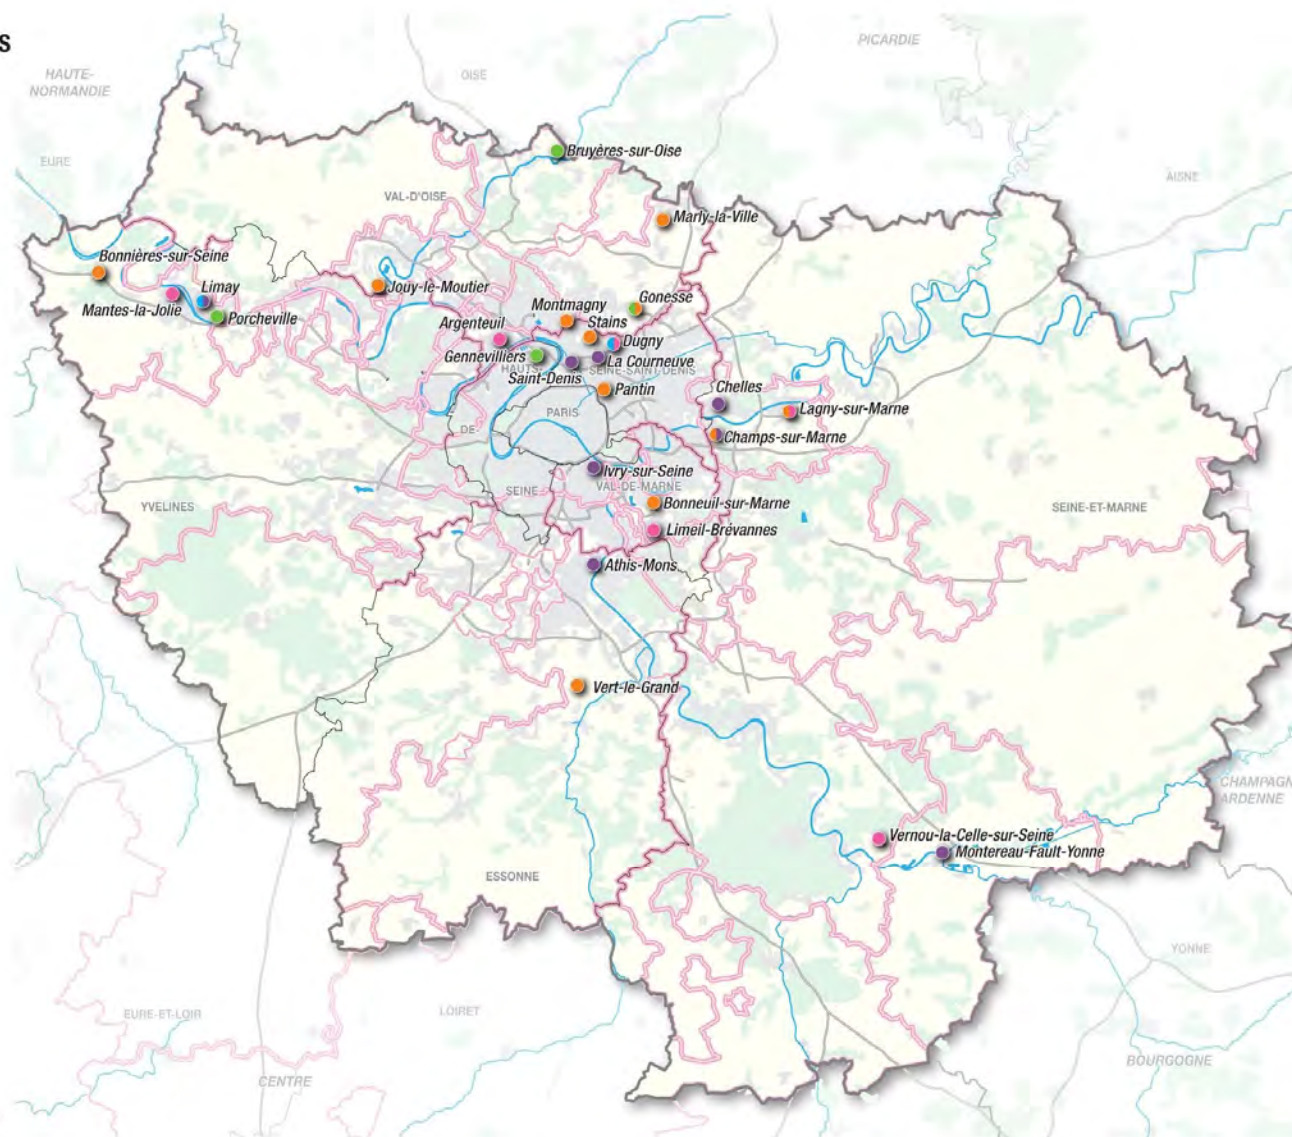 s
PICARDIE
HAUTE-
NORMANDIE
OISE
EURE
Bruyères-sur-Oise
AISNE
VAL-D'OISE
Marly-la-Ville
Bonnières-sur-Seine
Limay
Jouy-le-Moutier
Mantes-la-Jolie
Porcheville
Montmagny
Gonesse
Argenteuil
Stains
Dugny
Gennevilliers
La Courneuve
HAUTS-
SEINE-SAINT-DENIS
Saint-Denis
Pantin
Chelles
PARIS
Lagny-sur-Marne
DE-
Champs-sur-Marne
Ivry-sur-Seine
SEINE
VAL-DE-MARNE
YVELINES
Bonneuil-sur-Marne
SEINE-ET-MARNE
Limeil-Brévannes
Athis-Mons
Vert-le-Grand
CHAMPAGN
ARDENNE
Vernou-la-Celle-sur-Seine
Montereau-Fault-Yonne
ESSONNE
YONNE
EURE-ET-LOIR
LOIRET
BOURGOGNE
CENTRE